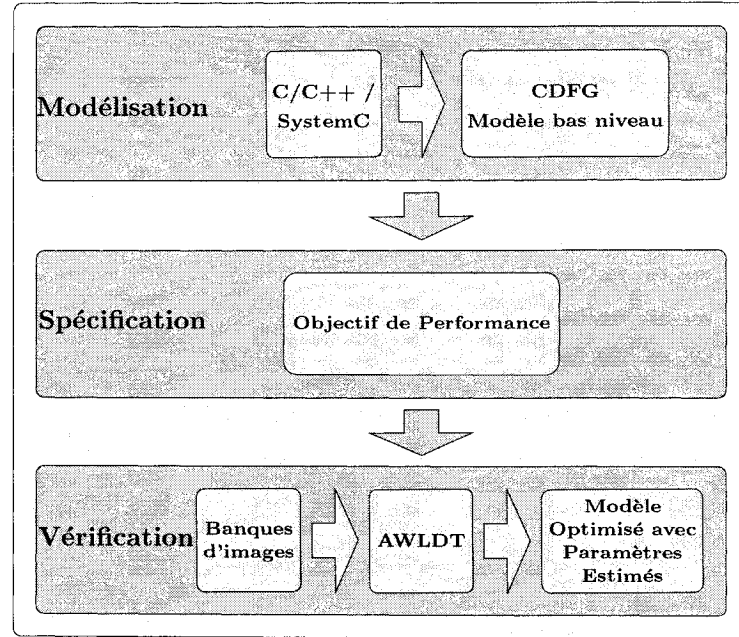 Modélisation
C/C++ /
SystemC
CDFG
Modèle bas niveau
Spécification
Objectif de Performance
Vérification
Banques
d'images
AWLDT
Modèle
Optimisé avec
Paramètres
Estimés